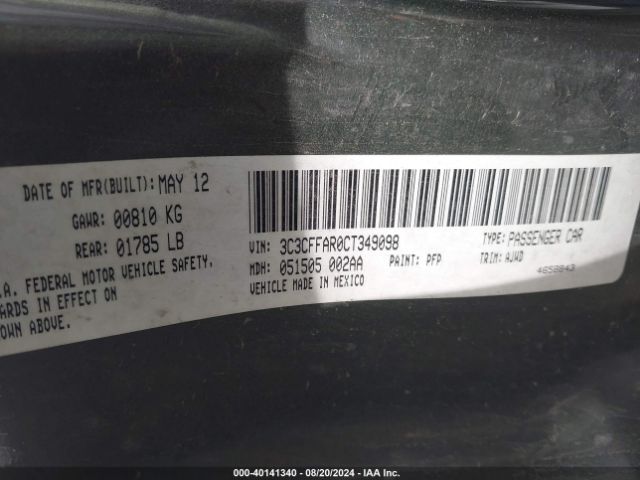 DATE OF MFR(BUILT): MAY 12
GAWR: 00810 KG
REAR: 01785 LB
.A. FEDERAL MOTOR VEHICLE SAFETY,
ARDS IN EFFECT ON
OWN ABOVE.
VIN: 3C3CFFAR0CT349098 TYPE: PASSENGER CAR
MDH: 051505 002AA PAINT: PFP TRIM: AJWD
VEHICLE MADE IN MEXICO 4658843
000-40141340 - 08/20/2024 - IAA Inc.